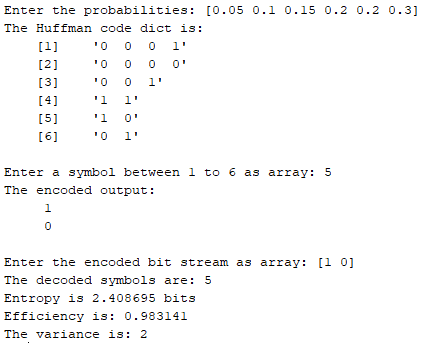 Enter the probabilities: [0.05 0.1 0.15 0.2 0.2 0.3]
The Huffman code dict is:
[1] '0 0 0 1'
[2] '0 0 0 0'
[3] '0 0 1'
[4] '1 1'
[5] '1 0'
[6] '0 1'
Enter a symbol between 1 to 6 as array: 5
The encoded output:
1
0
Enter the encoded bit stream as array: [1 0]
The decoded symbols are: 5
Entropy is 2.408695 bits
Efficiency is: 0.983141
The variance is: 2